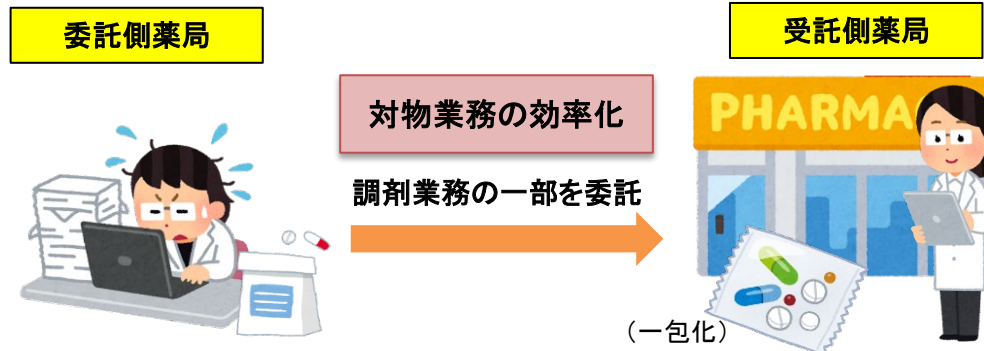 委託側薬局
受託側薬局
対物業務の効率化
PHARMA
調剤業務の一部を委託
（一包化）